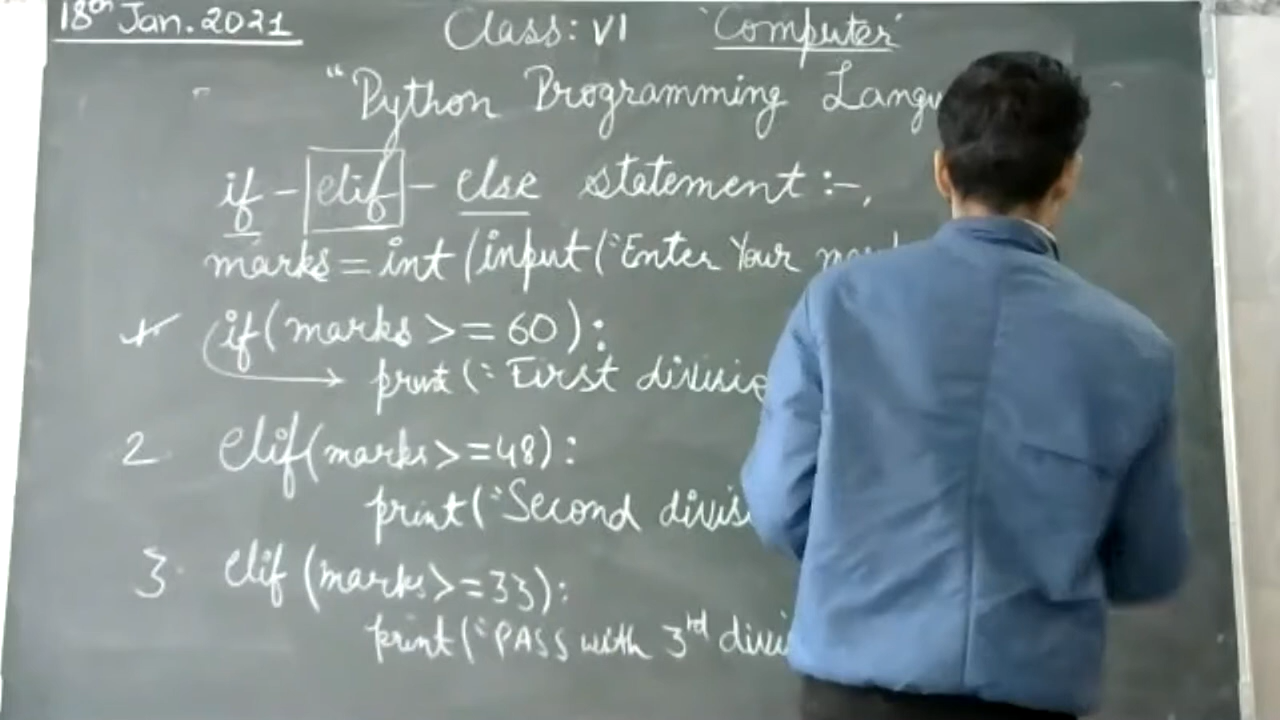 18th Jan. 2021 Class: VI 'Computer'
"Python Programming Langu
if - elif - else statement :-,
marks = int (input ("Enter Your mar
if (marks >= 60):
print (" First divisio
2 elif (marks >= 48):
print ("Second divis
3 elif (marks >= 33):
print ("PASS with 3rd divi